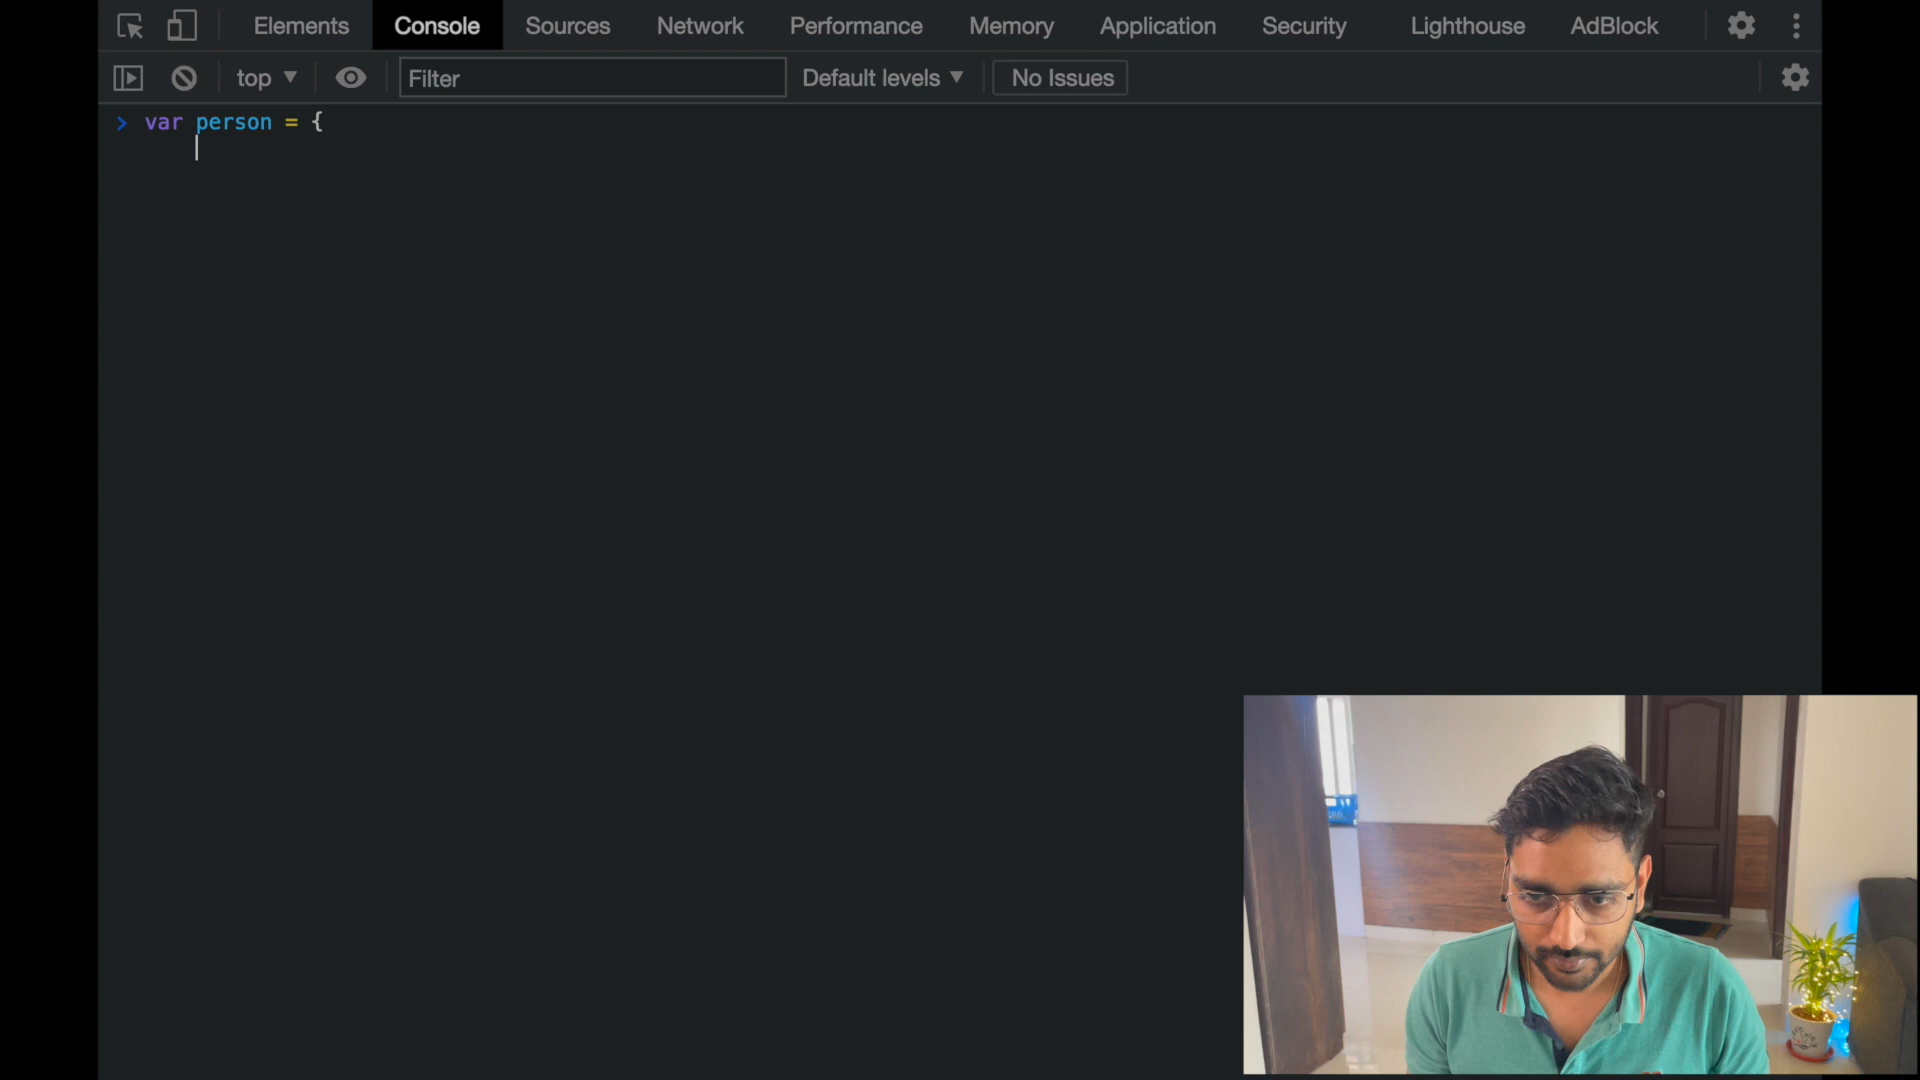 Elements Console Sources Network Performance Memory Application Security Lighthouse AdBlock
top Filter Default levels No Issues
> var person = {